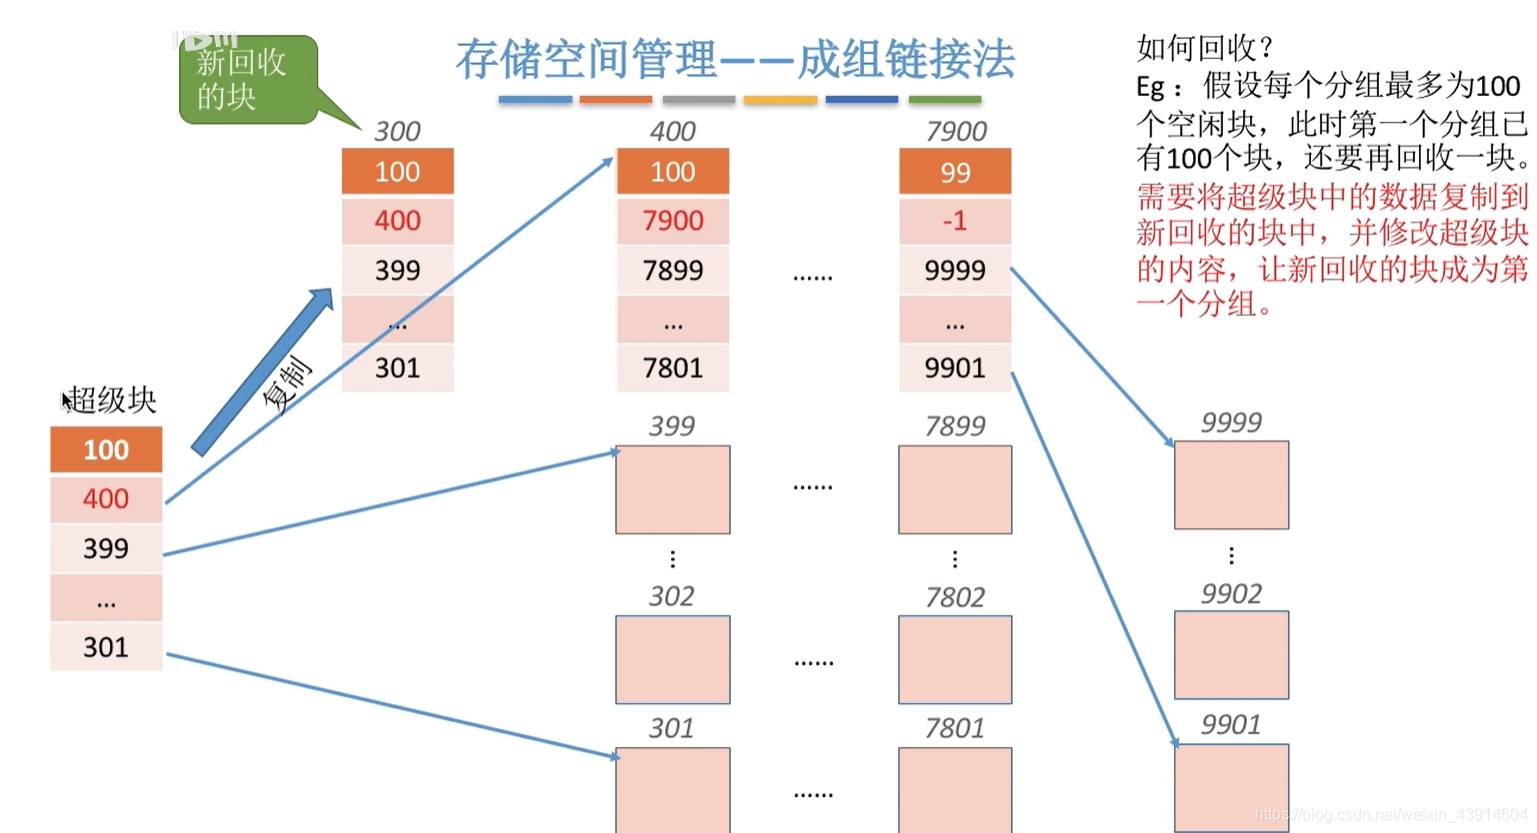 新回收
的块
存储空间管理——成组链接法
如何回收？
Eg：假设每个分组最多为100
个空闲块，此时第一个分组已
有100个块，还要再回收一块。
需要将超级块中的数据复制到
新回收的块中，并修改超级块
的内容，让新回收的块成为第
一个分组。
300
100
400
399
...
301
400
100
7900
7899
...
7801
......
7900
99
-1
9999
...
9901
复制
超级块
100
400
399
...
301
399
......
7899
9999
⋮
⋮
⋮
302
......
7802
9902
301
......
7801
9901
https://blog.csdn.net/weixin_43914604